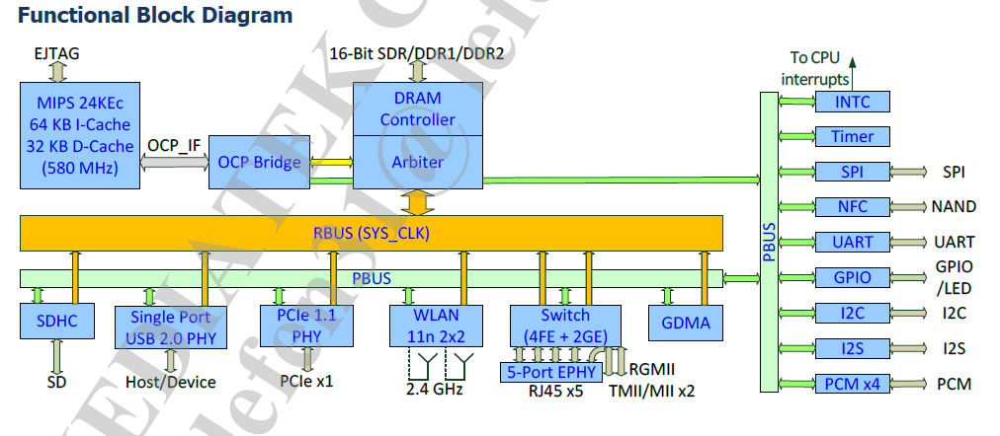 Functional Block Diagram
EJTAG
16-Bit SDR/DDR1/DDR2
To CPU
interrupts
MIPS 24KEc
64 KB I-Cache
32 KB D-Cache
(580 MHz)
OCP_IF
OCP Bridge
DRAM
Controller
Arbiter
INTC
Timer
SPI
SPI
NFC
NAND
UART
UART
GPIO
GPIO
/LED
I2C
I2C
I2S
I2S
PCM x4
PCM
PBUS
RBUS (SYS_CLK)
PBUS
SDHC
Single Port
USB 2.0 PHY
PCIe 1.1
PHY
WLAN
11n 2x2
Switch
(4FE + 2GE)
GDMA
5-Port EPHY
RGMII
SD
Host/Device
PCIe x1
2.4 GHz
RJ45 x5
TMII/MII x2